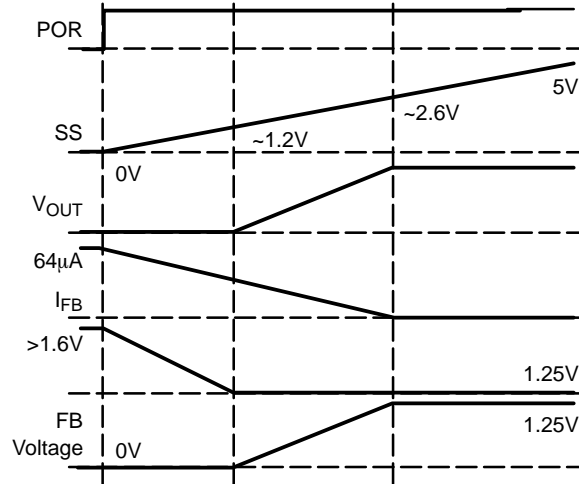 POR
5V
~2.6V
SS
~1.2V
0V
VOUT
64μA
IFB
>1.6V
1.25V
FB
1.25V
Voltage
0V